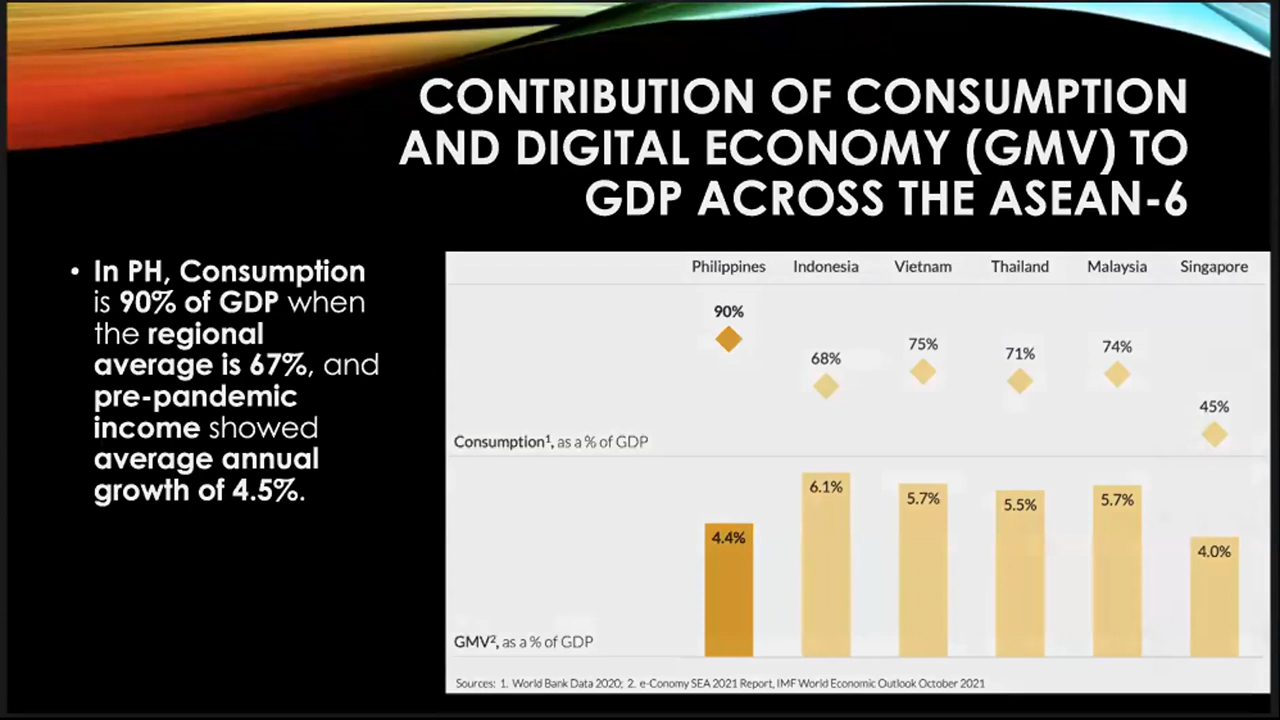 CONTRIBUTION OF CONSUMPTION
AND DIGITAL ECONOMY (GMV) TO
GDP ACROSS THE ASEAN-6
• In PH, Consumption
is 90% of GDP when
the regional
average is 67%, and
pre-pandemic
income showed
average annual
growth of 4.5%.
Philippines Indonesia Vietnam Thailand Malaysia Singapore
90%
68%
75%
71%
74%
45%
Consumption¹, as a % of GDP
4.4%
6.1%
5.7%
5.5%
5.7%
4.0%
GMV², as a % of GDP
Sources: 1. World Bank Data 2020; 2. e-Conomy SEA 2021 Report, IMF World Economic Outlook October 2021